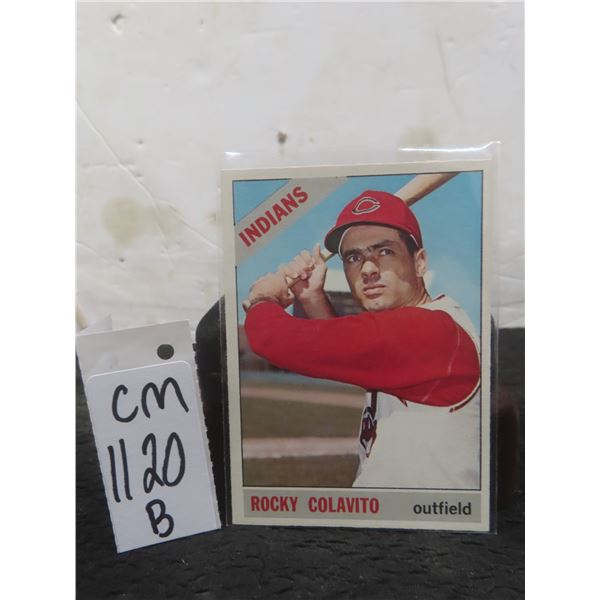 CM
1120
B
INDIANS
C
ROCKY COLAVITO outfield